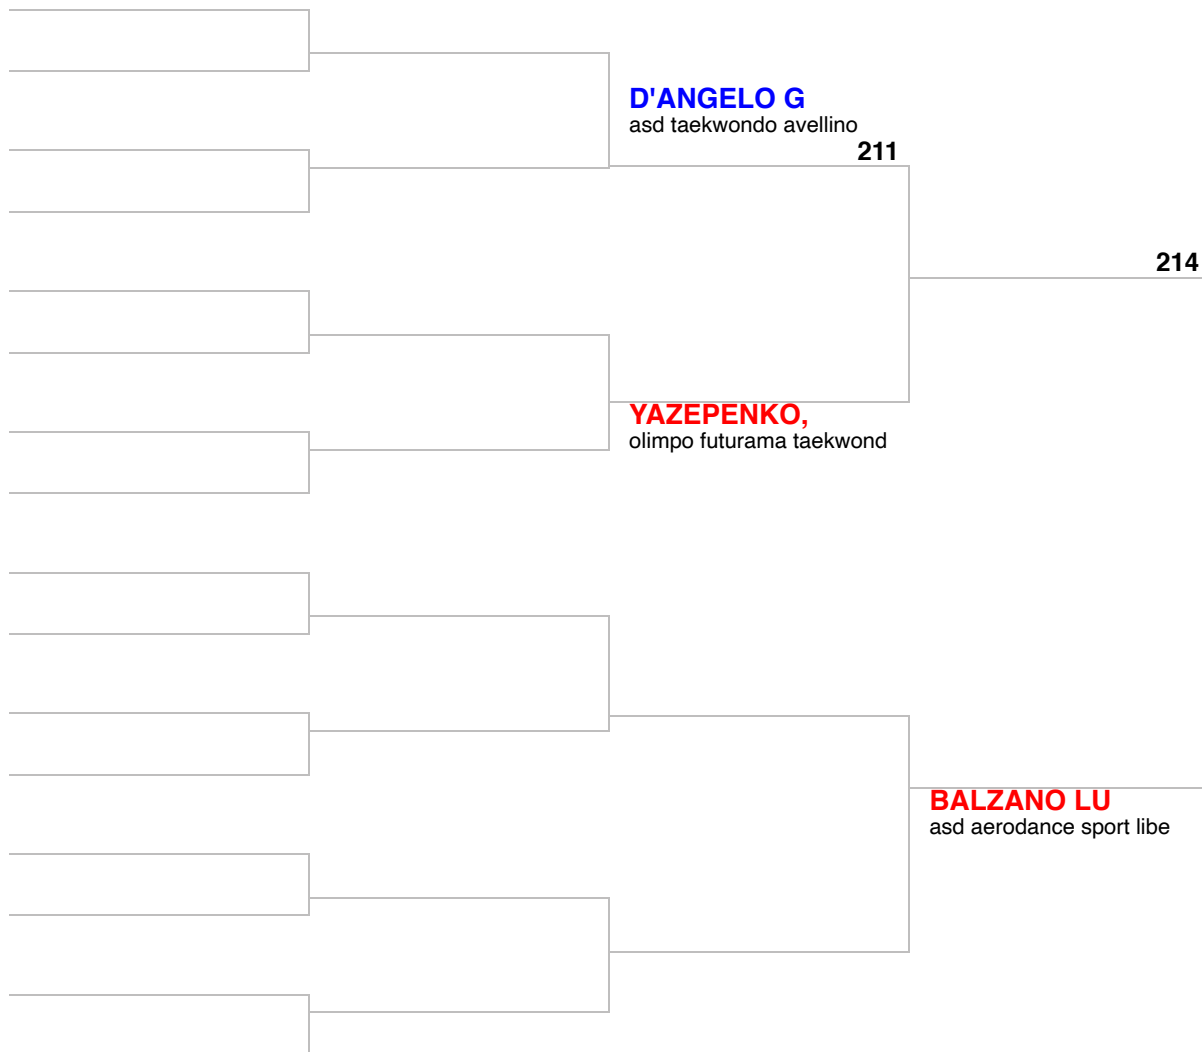 D'ANGELO G
asd taekwondo avellino
211
214
YAZEPENKO,
olimpo futurama taekwond
BALZANO LU
asd aerodance sport libe